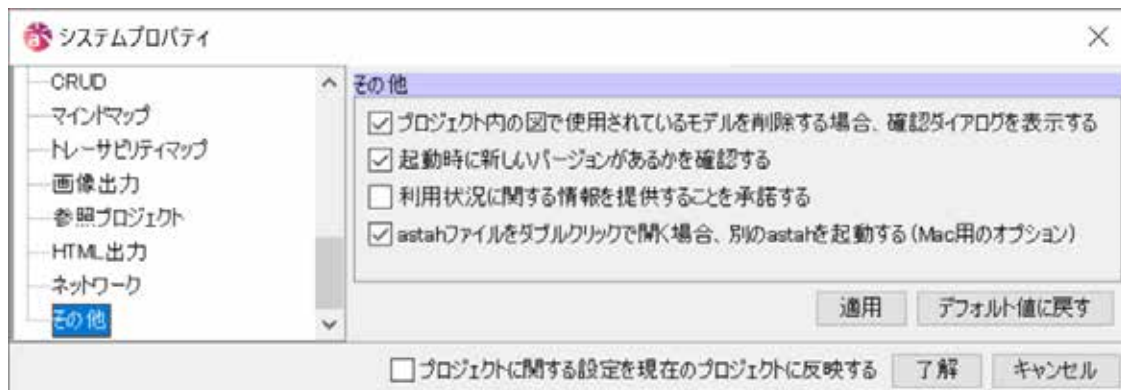 システムプロパティ
CRUD
マインドマップ
トレーサビリティマップ
画像出力
参照プロジェクト
HTML出力
ネットワーク
その他
その他
プロジェクト内の図で使用されているモデルを削除する場合、確認ダイアログを表示する
起動時に新しいバージョンがあるかを確認する
利用状況に関する情報を提供することを承諾する
astahファイルをダブルクリックで開く場合、別のastahを起動する(Mac用のオプション)
適用 デフォルト値に戻す
プロジェクトに関する設定を現在のプロジェクトに反映する 了解 キャンセル